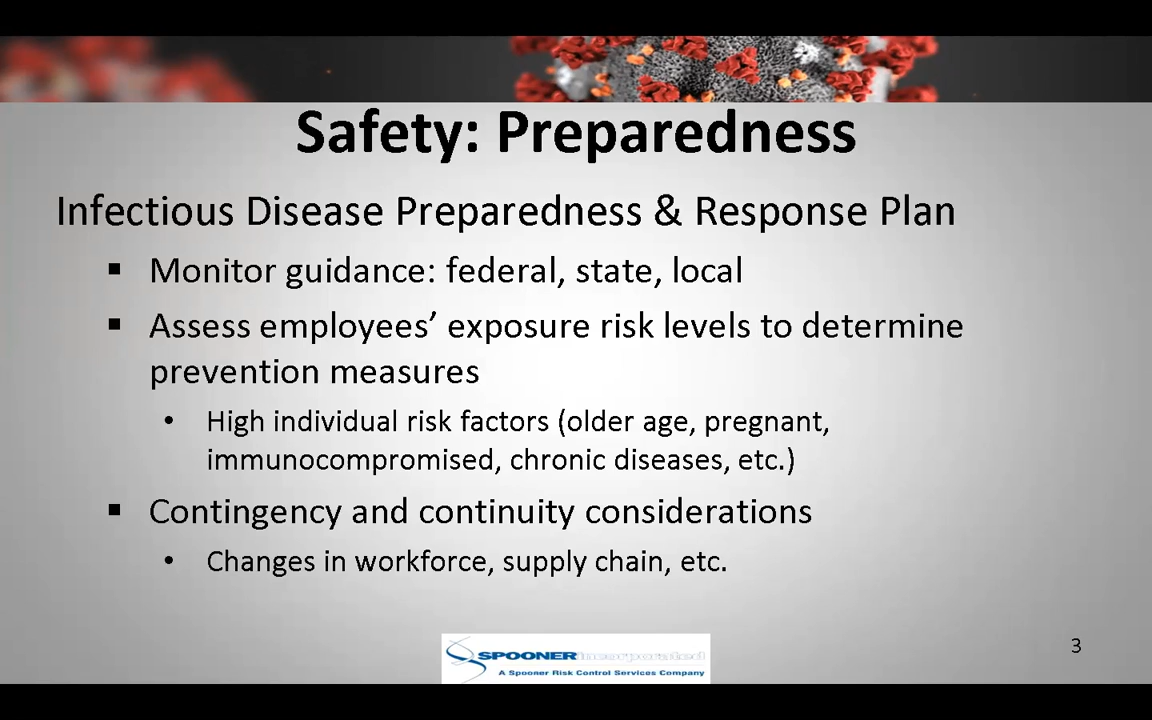 Safety: Preparedness
Infectious Disease Preparedness & Response Plan
▪ Monitor guidance: federal, state, local
▪ Assess employees’ exposure risk levels to determine
prevention measures
• High individual risk factors (older age, pregnant,
immunocompromised, chronic diseases, etc.)
▪ Contingency and continuity considerations
• Changes in workforce, supply chain, etc.
3
SPOONER incorporated
A Spooner Risk Control Services Company